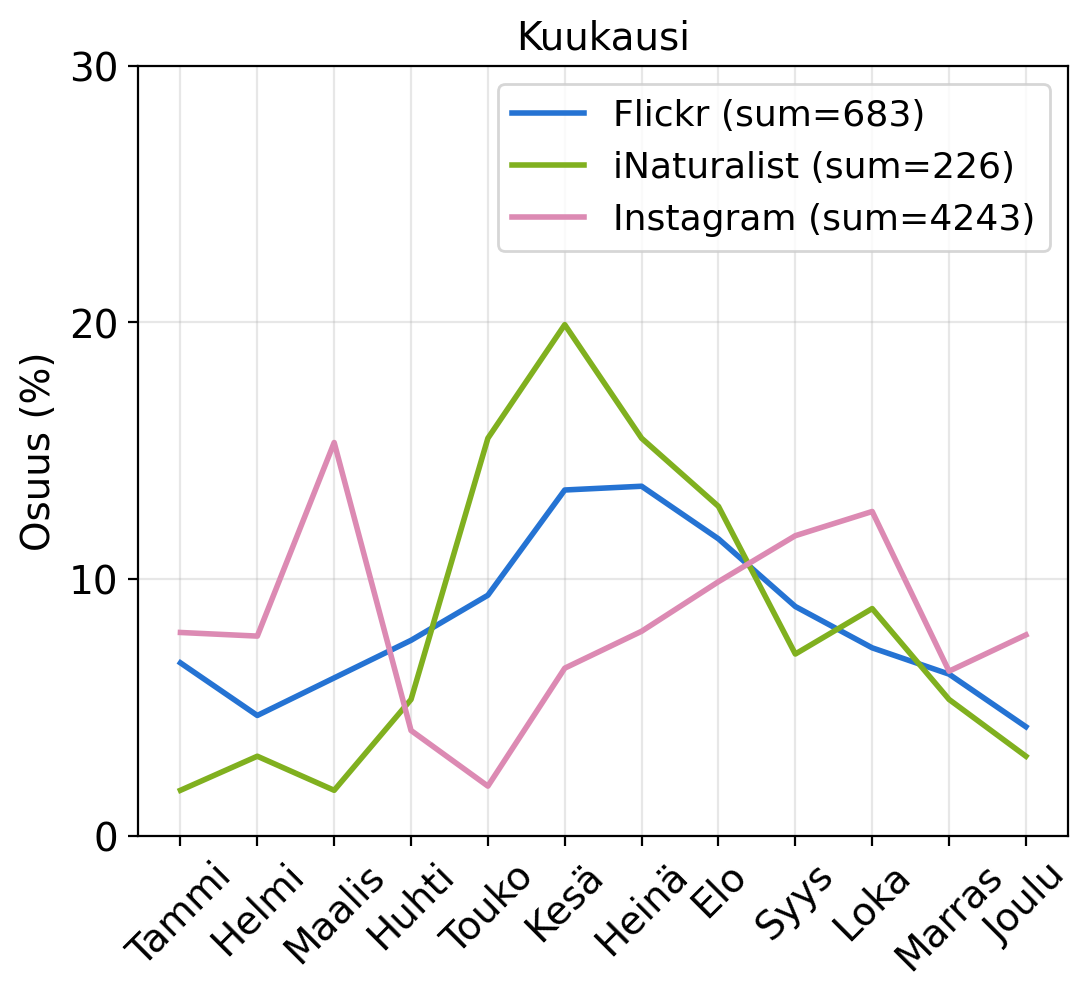 Kuukausi
30
20
10
0
Osuus (%)
Flickr (sum=683)
iNaturalist (sum=226)
Instagram (sum=4243)
Tammi
Helmi
Maalis
Huhti
Touko
Kesä
Heinä
Elo
Syys
Loka
Marras
Joulu